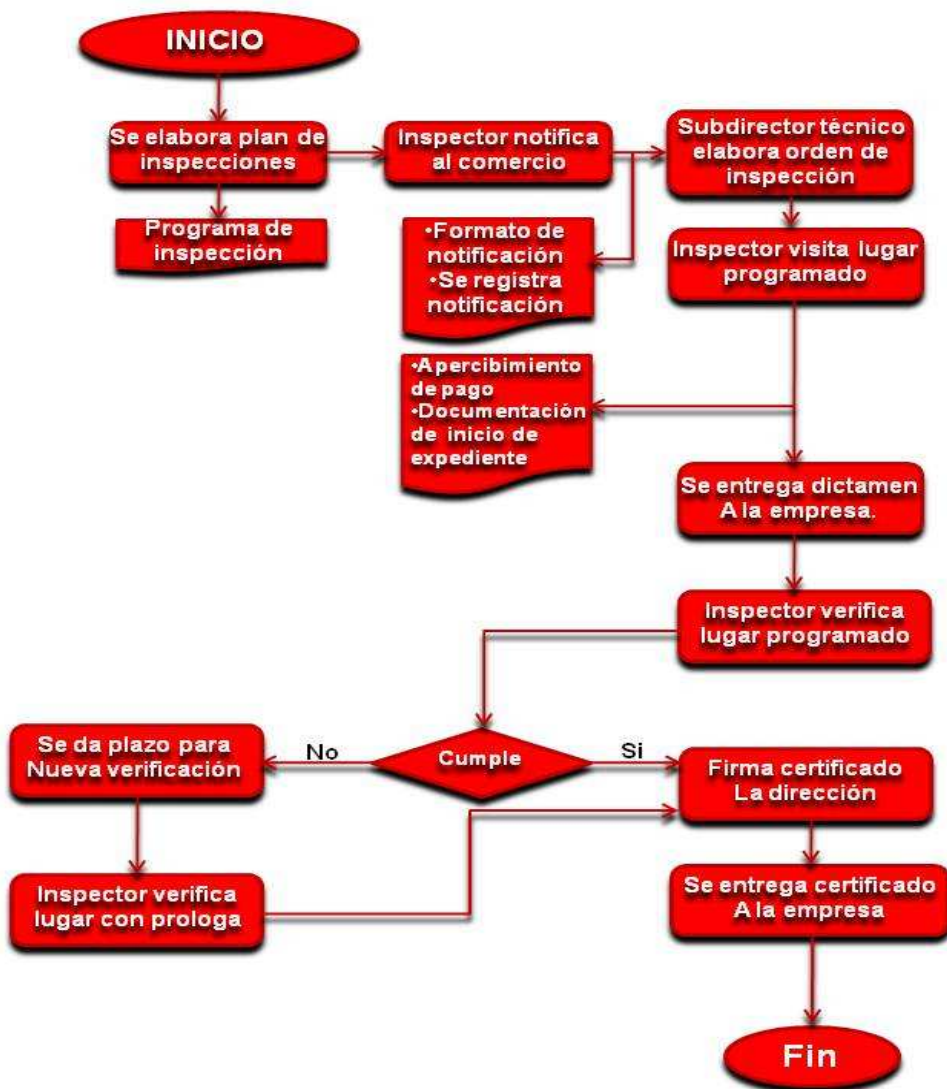 INICIO
Se elabora plan de
inspecciones
Inspector notifica
al comercio
Subdirector técnico
elabora orden de
inspección
Programa de
inspección
•Formato de
notificación
•Se registra
notificación
Inspector visita lugar
programado
•Apercibimiento
de pago
•Documentación
de inicio de
expediente
Se entrega dictamen
A la empresa.
Inspector verifica
lugar programado
Cumple
No
Si
Se da plazo para
Nueva verificación
Firma certificado
La dirección
Inspector verifica
lugar con prologa
Se entrega certificado
A la empresa
Fin